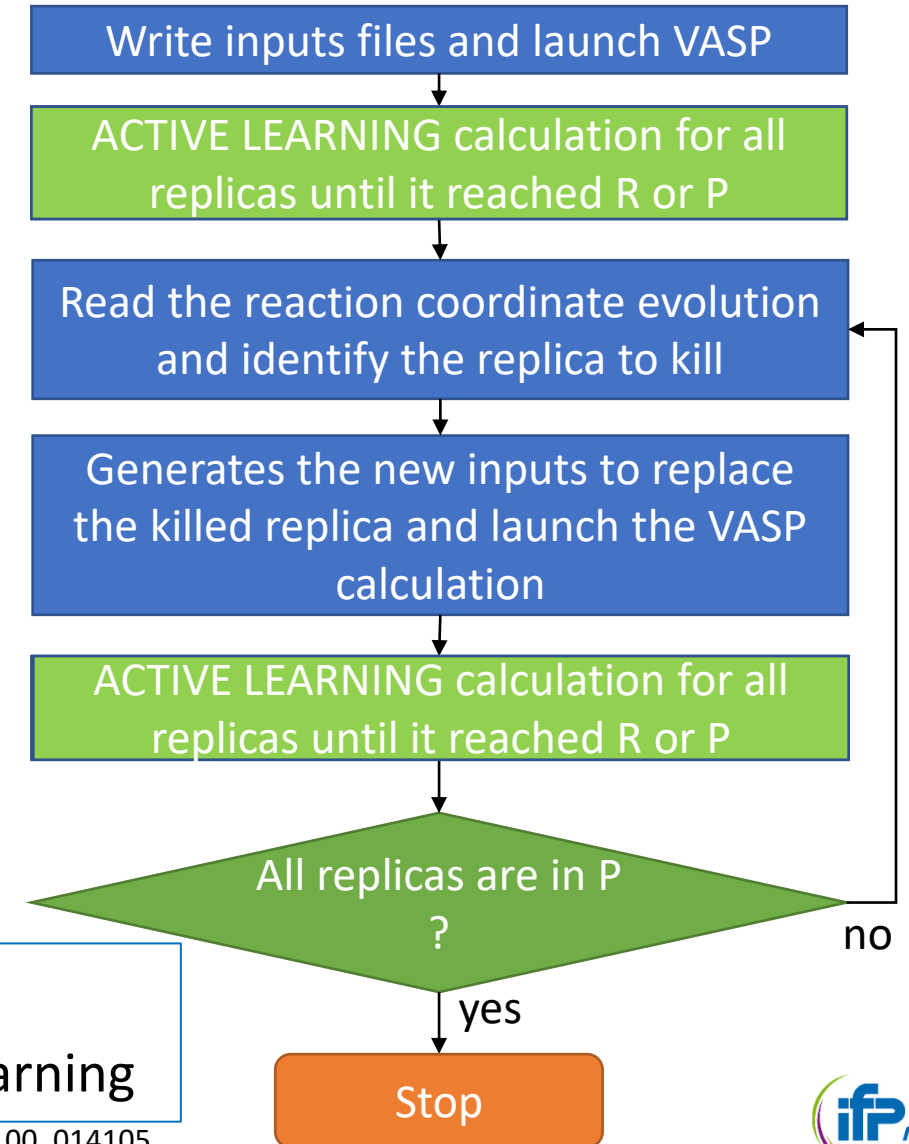 Write inputs files and launch VASP
ACTIVE LEARNING calculation for all
replicas until it reached R or P
Read the reaction coordinate evolution
and identify the replica to kill
Generates the new inputs to replace
the killed replica and launch the VASP
calculation
ACTIVE LEARNING calculation for all
replicas until it reached R or P
All replicas are in P
?
no
yes
arning
Stop
00, 014105
ifP